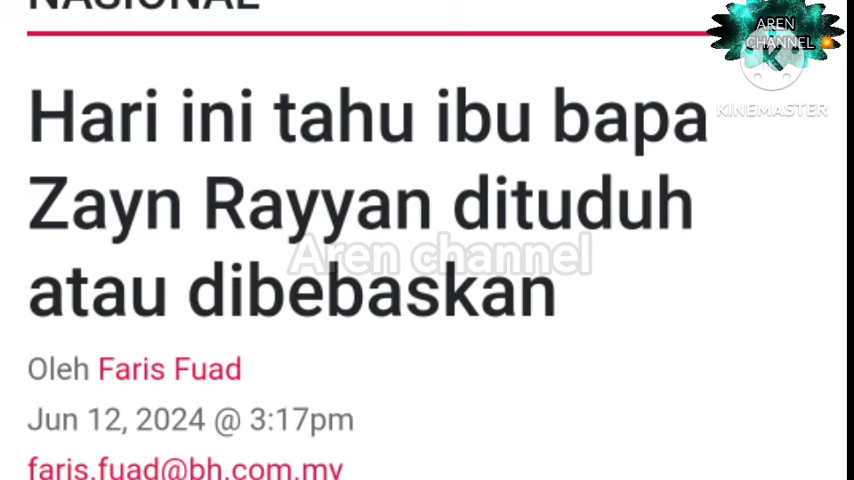 NASIONAL
AREN
CHANNEL
KINEMASTER
Hari ini tahu ibu bapa
Zayn Rayyan dituduh
Aren channel
atau dibebaskan
Oleh Faris Fuad
Jun 12, 2024 @ 3:17pm
faris.fuad@bh.com.my